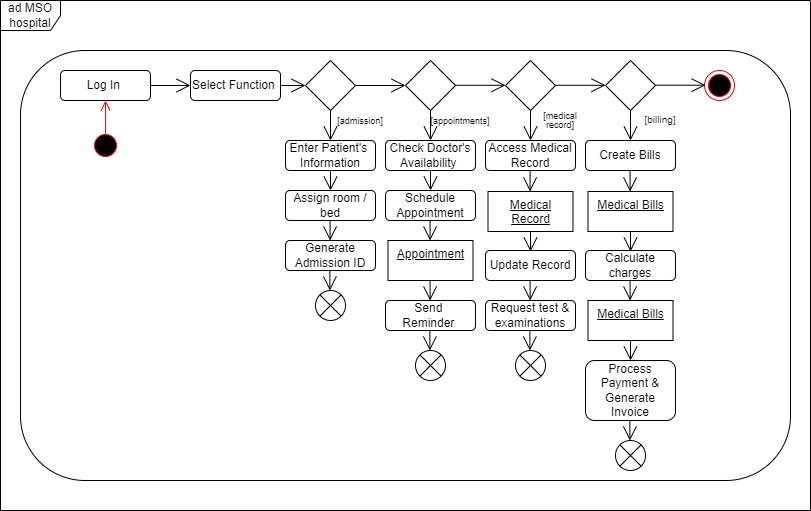 ad MSO
hospital
Log In
Select Function
[admission]
[appointments]
[medical
record]
[billing]
Enter Patient's
Information
Check Doctor's
Availability
Access Medical
Record
Create Bills
Assign room /
bed
Schedule
Appointment
Medical
Record
Medical Bills
Generate
Admission ID
Appointment
Update Record
Calculate
charges
Send
Reminder
Request test &
examinations
Medical Bills
Process
Payment &
Generate
Invoice